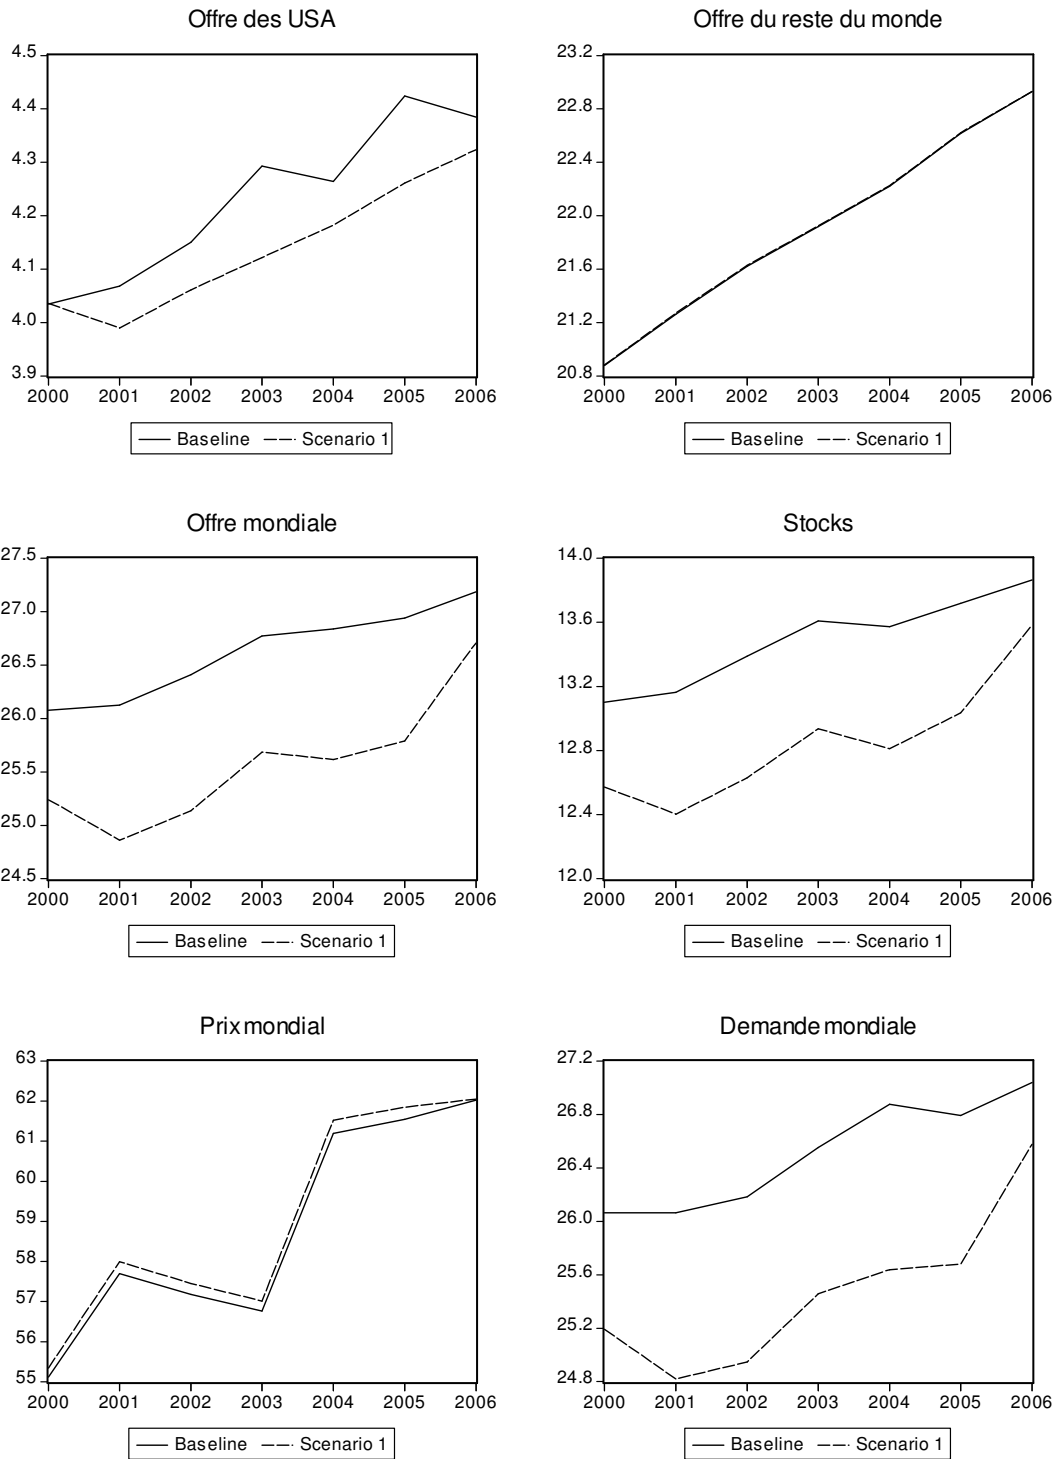 Offre des USA
4.5
4.4
4.3
4.2
4.1
4.0
3.9
2000 2001 2002 2003 2004 2005 2006
Baseline Scenario 1
Offre du reste du monde
23.2
22.8
22.4
22.0
21.6
21.2
20.8
2000 2001 2002 2003 2004 2005 2006
Baseline Scenario 1
Offre mondiale
27.5
27.0
26.5
26.0
25.5
25.0
24.5
2000 2001 2002 2003 2004 2005 2006
Baseline Scenario 1
Stocks
14.0
13.6
13.2
12.8
12.4
12.0
2000 2001 2002 2003 2004 2005 2006
Baseline Scenario 1
Prix mondial
63
62
61
60
59
58
57
56
55
2000 2001 2002 2003 2004 2005 2006
Baseline Scenario 1
Demande mondiale
27.2
26.8
26.4
26.0
25.6
25.2
24.8
2000 2001 2002 2003 2004 2005 2006
Baseline Scenario 1